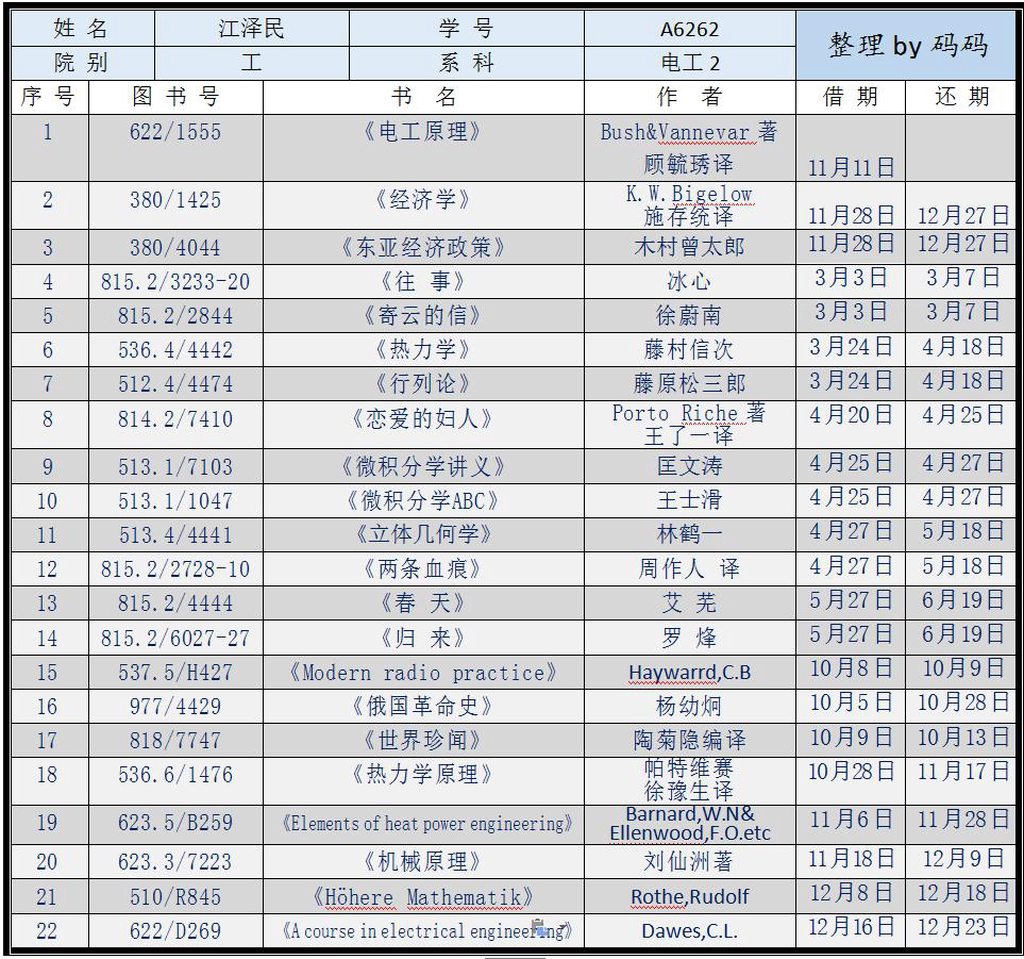 姓 名 江泽民 学 号 A6262 整理 by 码码
院 别 工 系 科 电工 2
序 号 图 书 号 书 名 作 者 借 期 还 期
1 622/1555 《电工原理》 Bush&Vannevar 著
顾毓琇译 11月11日
2 380/1425 《经济学》 K.W.Bigelow
施存统译 11月28日 12月27日
3 380/4044 《东亚经济政策》 木村曾太郎 11月28日 12月27日
4 815.2/3233-20 《往 事》 冰心 3月3日 3月7日
5 815.2/2844 《寄云的信》 徐蔚南 3月3日 3月7日
6 536.4/4442 《热力学》 藤村信次 3月24日 4月18日
7 512.4/4474 《行列论》 藤原松三郎 3月24日 4月18日
8 814.2/7410 《恋爱的妇人》 Porto Riche 著
王了一译 4月20日 4月25日
9 513.1/7103 《微积分学讲义》 匡文涛 4月25日 4月27日
10 513.1/1047 《微积分学ABC》 王士滑 4月25日 4月27日
11 513.4/4441 《立体几何学》 林鹤一 4月27日 5月18日
12 815.2/2728-10 《两条血痕》 周作人 译 4月27日 5月18日
13 815.2/4444 《春 天》 艾 芜 5月27日 6月19日
14 815.2/6027-27 《归 来》 罗 烽 5月27日 6月19日
15 537.5/H427 《Modern radio practice》 Haywarrd,C.B 10月8日 10月9日
16 977/4429 《俄国革命史》 杨幼炯 10月5日 10月28日
17 818/7747 《世界珍闻》 陶菊隐编译 10月9日 10月13日
18 536.6/1476 《热力学原理》 帕特维赛
徐豫生译 10月28日 11月17日
19 623.5/B259 《Elements of heat power engineering》 Barnard,W.N&
Ellenwood,F.O.etc 11月6日 11月28日
20 623.3/7223 《机械原理》 刘仙洲著 11月18日 12月9日
21 510/R845 《Höhere Mathematik》 Rothe,Rudolf 12月8日 12月18日
22 622/D269 《A course in electrical engineering》 Dawes,C.L. 12月16日 12月23日